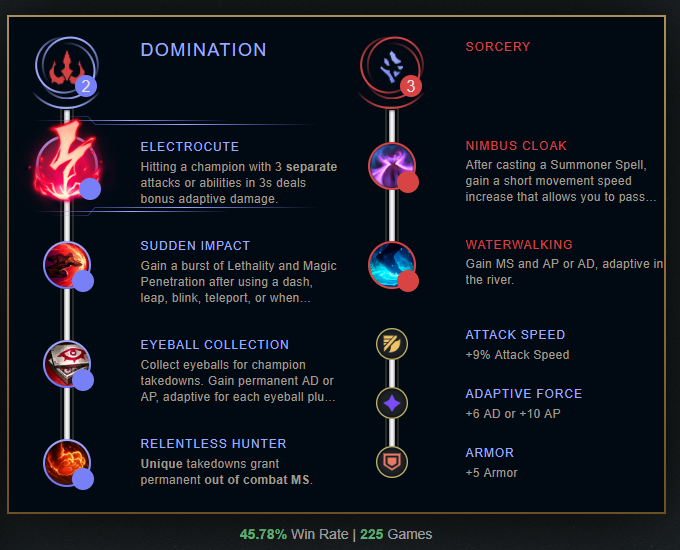 DOMINATION
2
ELECTROCUTE
Hitting a champion with 3 separate
attacks or abilities in 3s deals
bonus adaptive damage.
SUDDEN IMPACT
Gain a burst of Lethality and Magic
Penetration after using a dash,
leap, blink, teleport, or when...
EYEBALL COLLECTION
Collect eyeballs for champion
takedowns. Gain permanent AD or
AP, adaptive for each eyeball plu...
RELENTLESS HUNTER
Unique takedowns grant
permanent out of combat MS.
SORCERY
3
NIMBUS CLOAK
After casting a Summoner Spell,
gain a short movement speed
increase that allows you to pass...
WATERWALKING
Gain MS and AP or AD, adaptive in
the river.
ATTACK SPEED
+9% Attack Speed
ADAPTIVE FORCE
+6 AD or +10 AP
ARMOR
+5 Armor
45.78% Win Rate | 225 Games